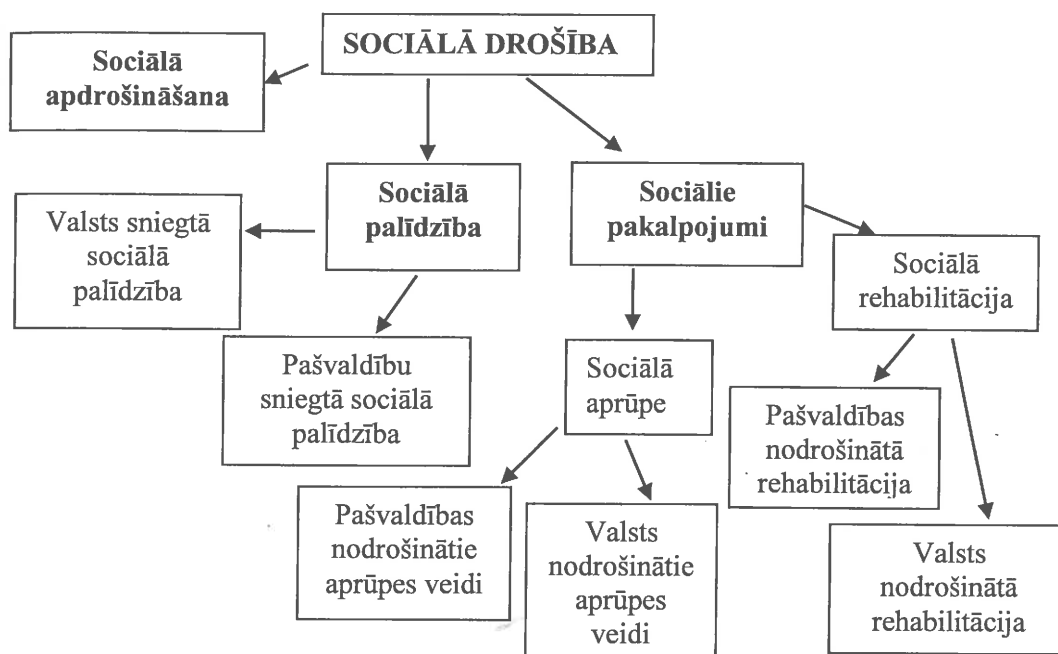 SOCIĀLĀ DROŠĪBA
Sociālā
apdrošināšana
Sociālā
palīdzība
Sociālie
pakalpojumi
Valsts sniegtā
sociālā
palīdzība
Sociālā
rehabilitācija
Pašvaldību
sniegtā sociālā
palīdzība
Sociālā
aprūpe
Pašvaldības
nodrošinātā
rehabilitācija
Pašvaldības
nodrošinātie
aprūpes veidi
Valsts
nodrošinātie
aprūpes
veidi
Valsts
nodrošinātā
rehabilitācija